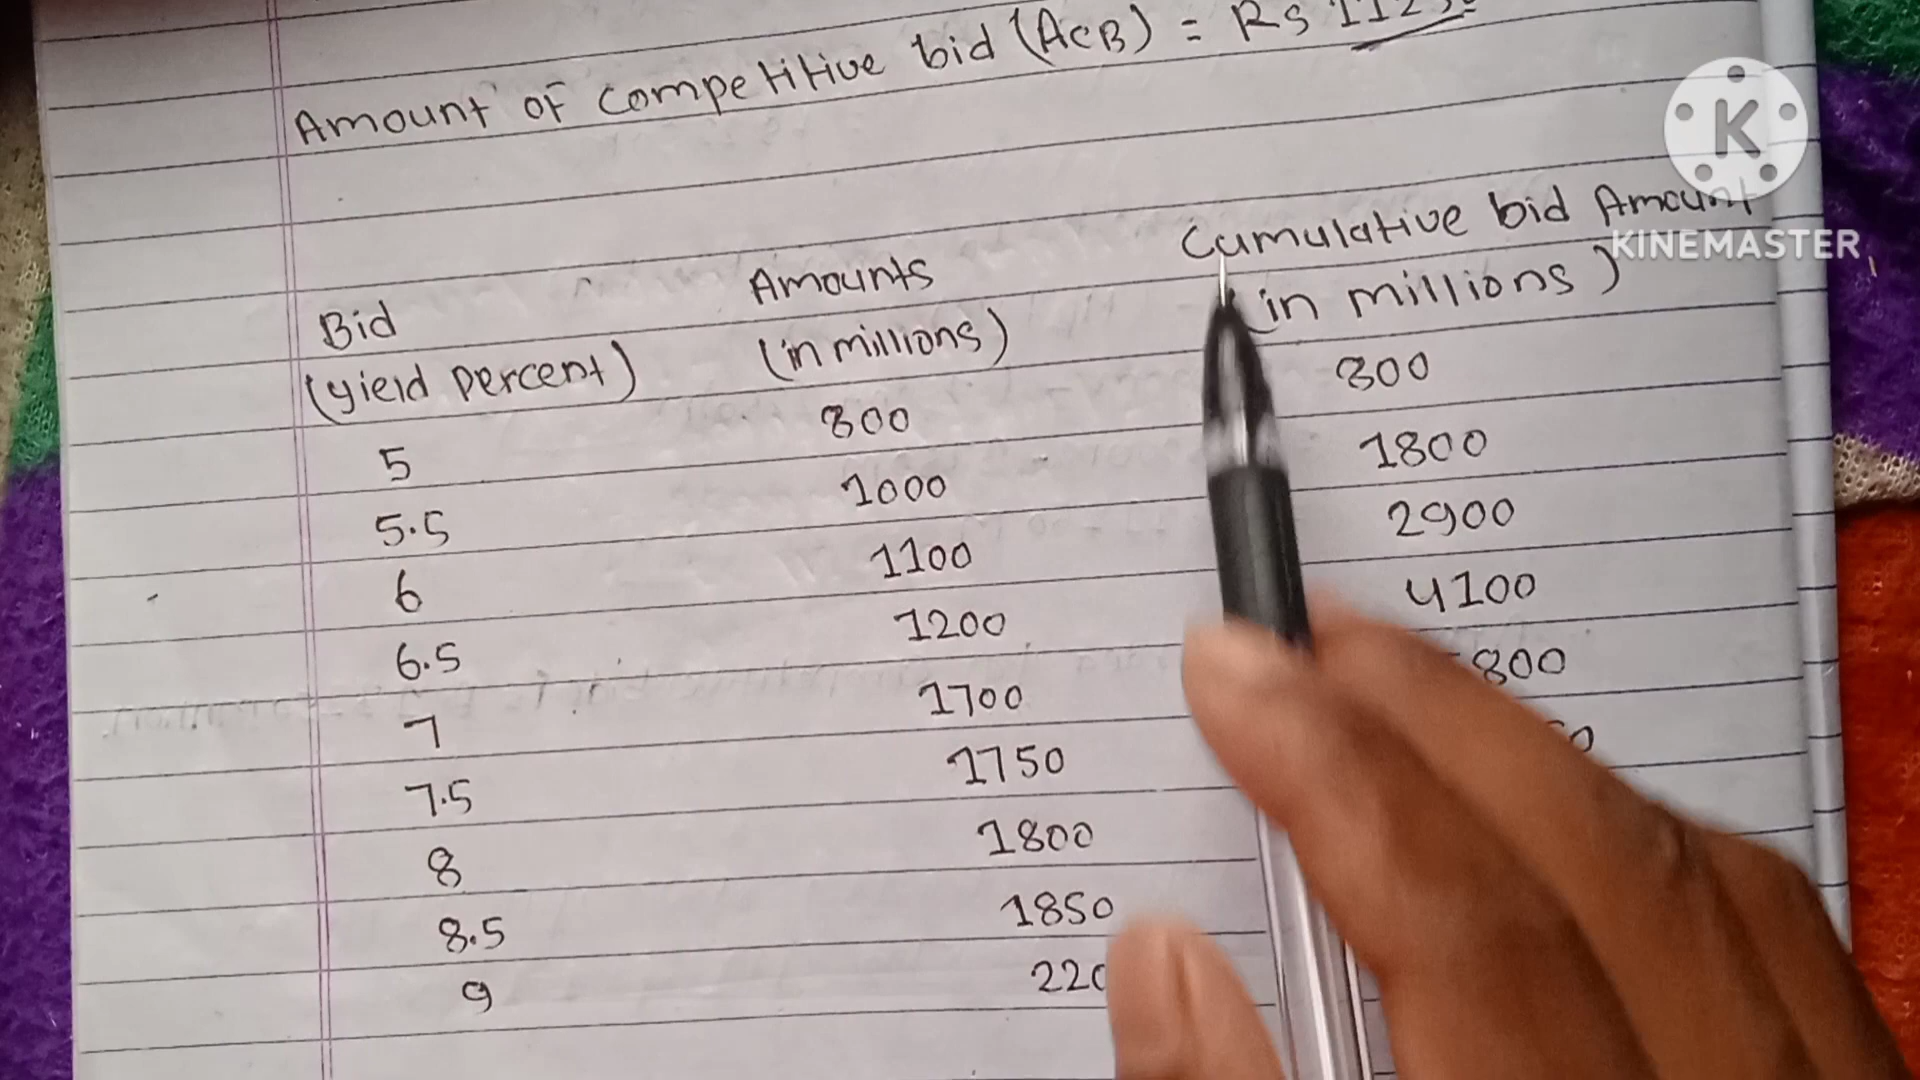 Amount of competitive bid (ACB) = Rs
Cumulative bid Amount
(in millions)
Amounts
(in millions)
Bid
(yield percent)
5 800 800
5.5 1000 1800
6 1100 2900
6.5 1200 4100
7 1700
7.5 1750
8 1800
8.5 1850
9
K
KINEMASTER